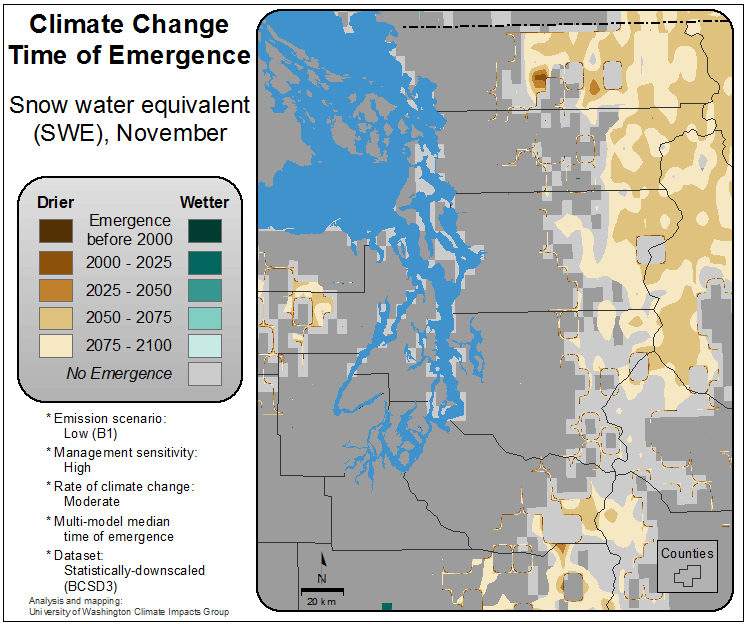 Climate Change
Time of Emergence
Snow water equivalent
(SWE), November
Drier
Wetter
Emergence
before 2000
2000 - 2025
2025 - 2050
2050 - 2075
2075 - 2100
No Emergence
* Emission scenario:
Low (B1)
* Management sensitivity:
High
* Rate of climate change:
Moderate
* Multi-model median
time of emergence
* Dataset:
Statistically-downscaled
(BCSD3)
Analysis and mapping:
University of Washington Climate Impacts Group
N
20 km
Counties